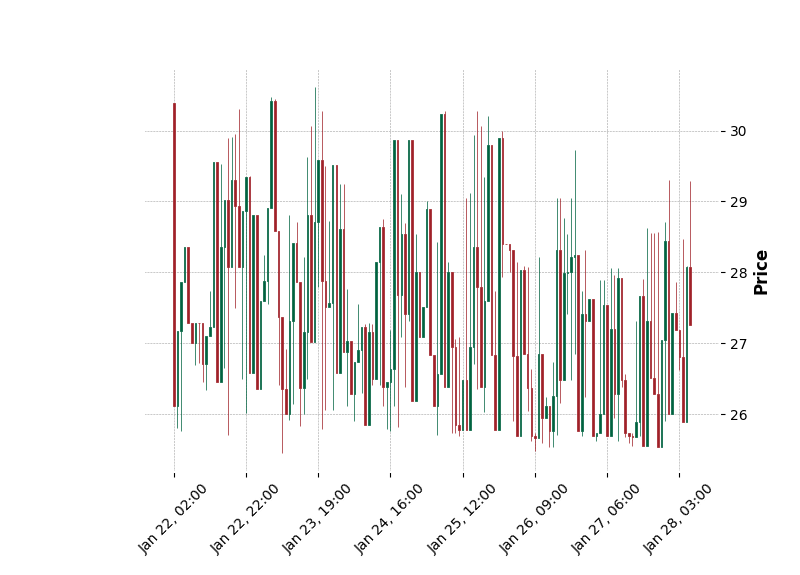 30
29
28
27
26
Price
Jan 22, 02:00
Jan 22, 22:00
Jan 23, 19:00
Jan 24, 16:00
Jan 25, 12:00
Jan 26, 09:00
Jan 27, 06:00
Jan 28, 03:00